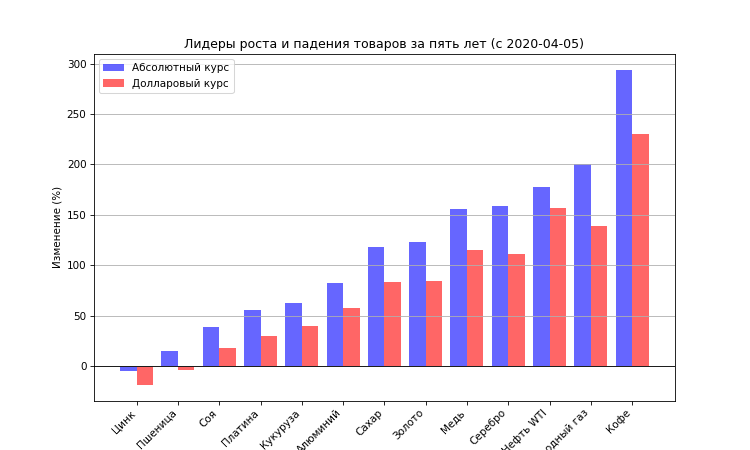 Лидеры роста и падения товаров за пять лет (с 2020-04-05)
Абсолютный курс
Долларовый курс
Изменение (%)
300
250
200
150
100
50
0
Цинк
Пшеница
Соя
Платина
Кукуруза
Алюминий
Сахар
Золото
Медь
Серебро
Нефть WTI
газ
Кофе